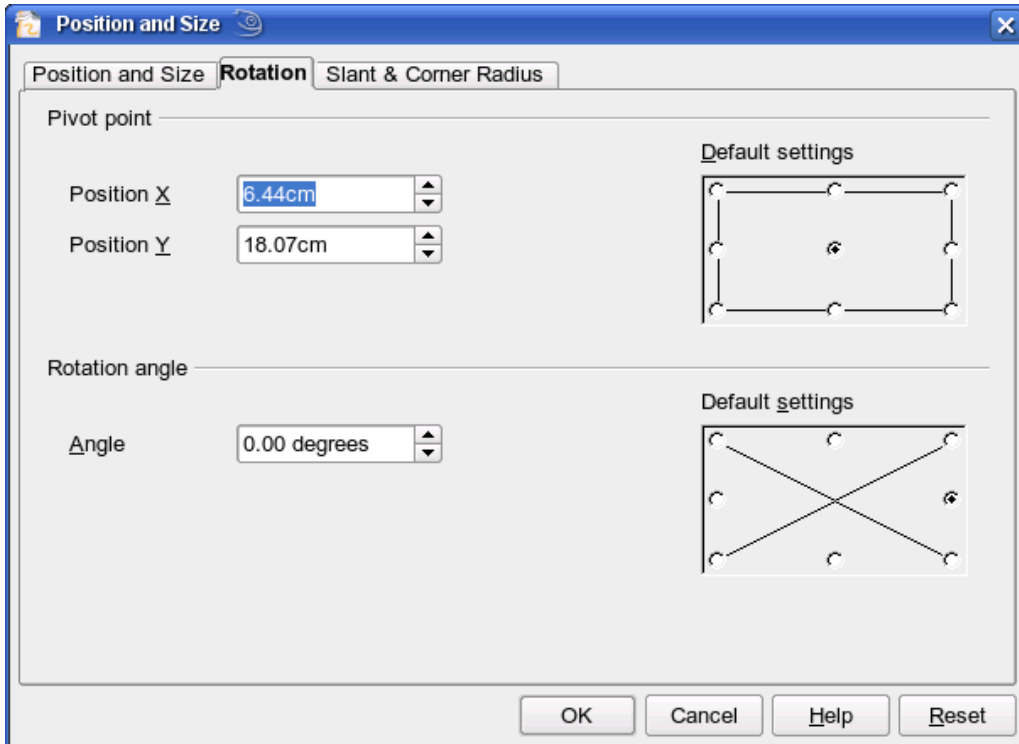 Position and Size
Position and Size Rotation Slant & Corner Radius
Pivot point
Default settings
Position X 6.44cm
Position Y 18.07cm
Rotation angle
Default settings
Angle 0.00 degrees
OK Cancel Help Reset